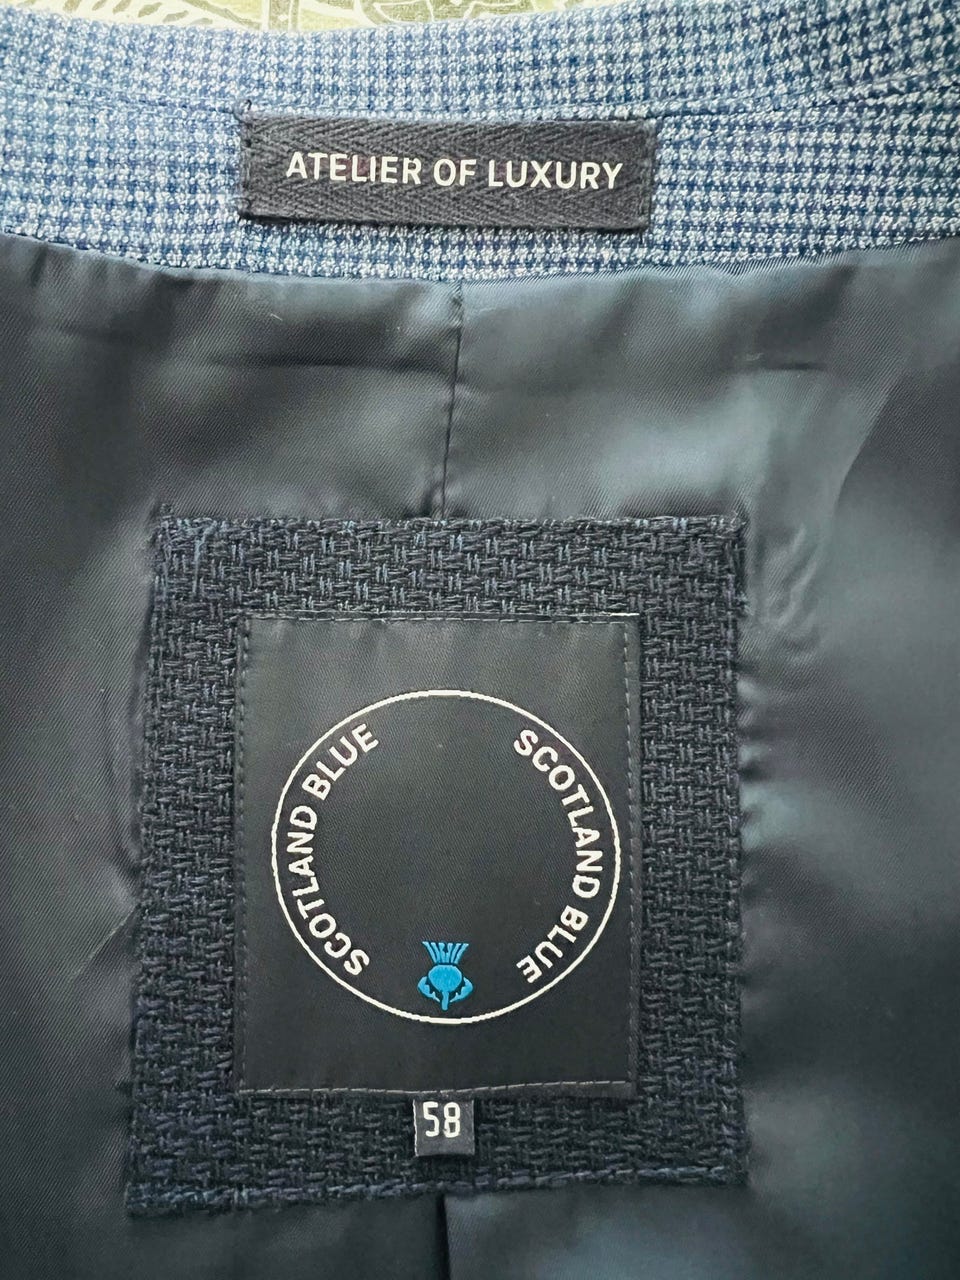 ATELIER OF LUXURY
SCOTLAND BLUE
SCOTLAND BLUE
58